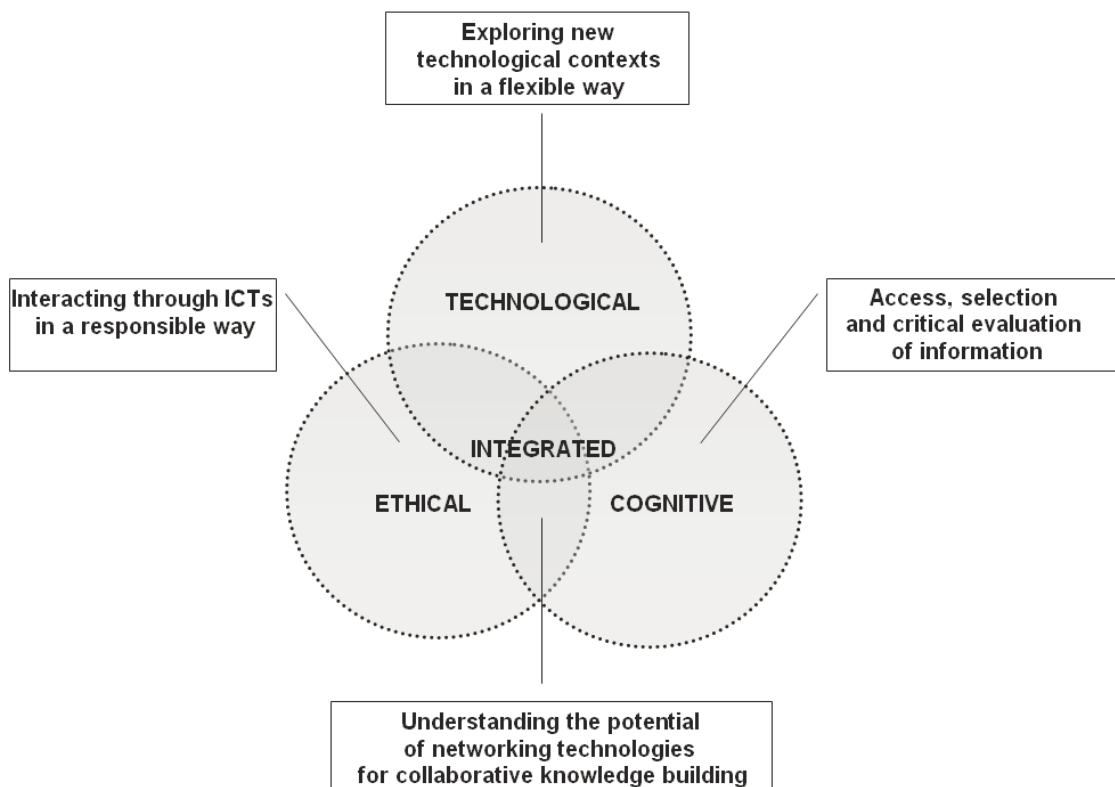 Exploring new
technological contexts
in a flexible way
Interacting through ICTs
in a responsible way
Access, selection
and critical evaluation
of information
TECHNOLOGICAL
INTEGRATED
ETHICAL
COGNITIVE
Understanding the potential
of networking technologies
for collaborative knowledge building